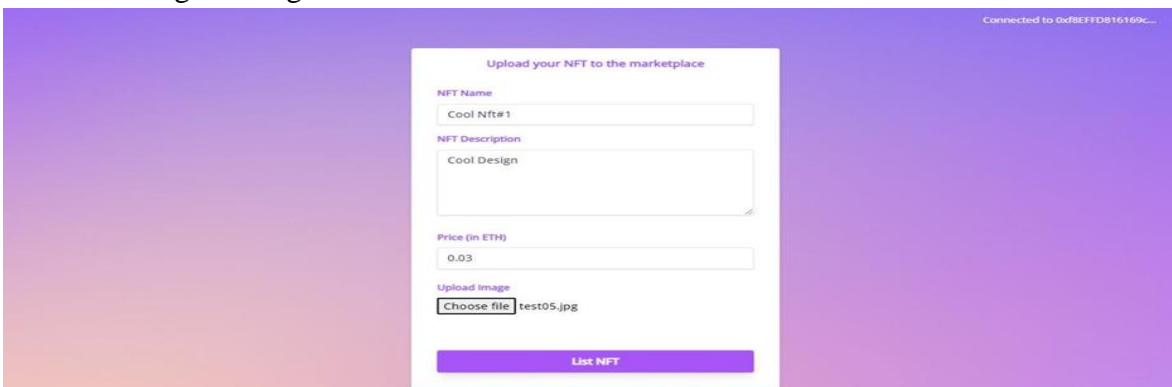 Connected to 0xf8EFFD816169c...
Upload your NFT to the marketplace
NFT Name
Cool Nft#1
NFT Description
Cool Design
Price (in ETH)
0.03
Upload Image
Choose file test05.jpg
List NFT